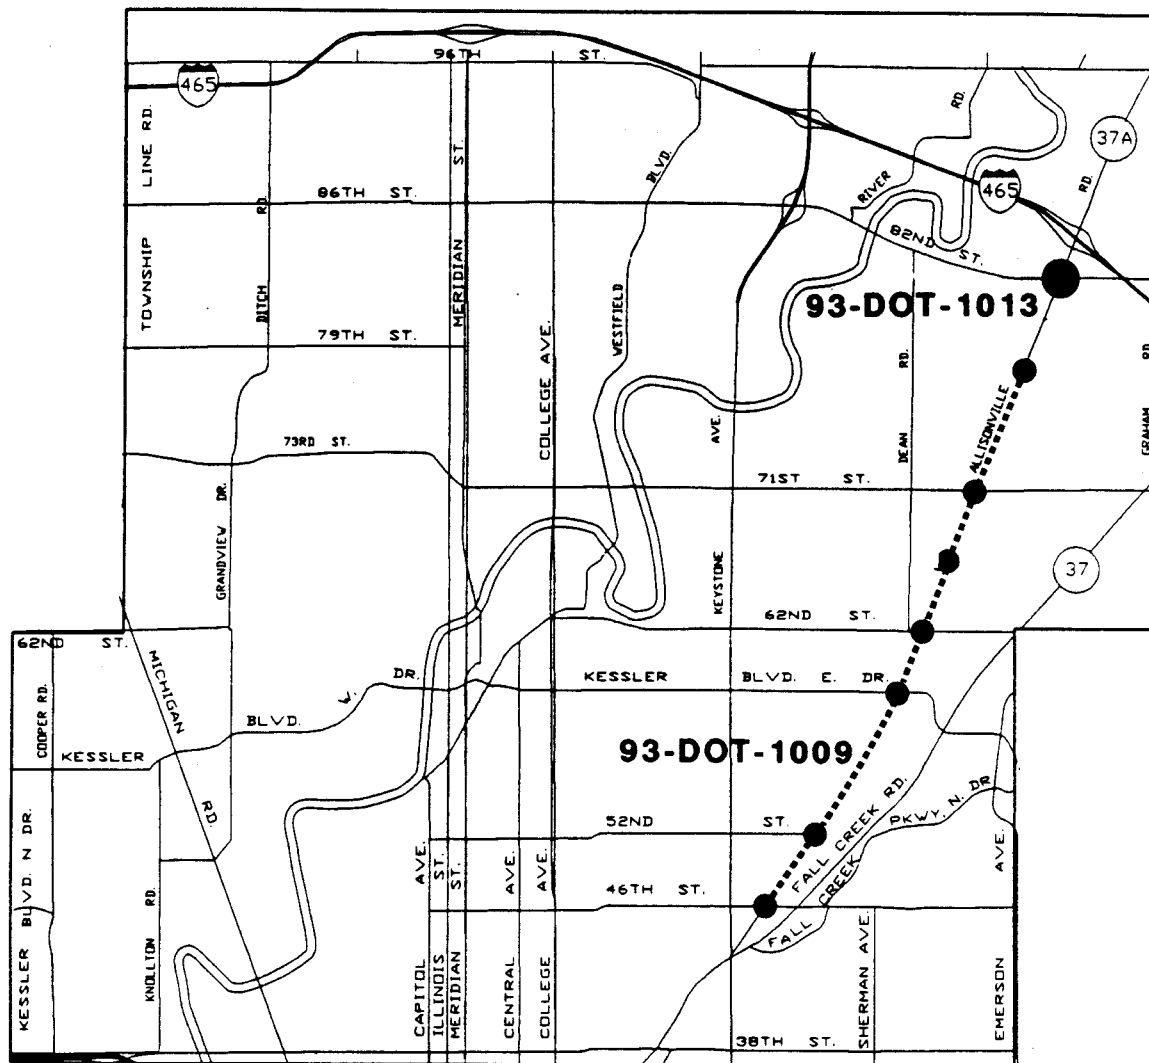 96TH ST.
465
37A
LINE RD.
TOWNSHIP
86TH ST.
DITCH RD.
MERIDIAN ST.
WESTFIELD BLVD.
RIVER RD.
465
RD.
82ND ST.
93-DOT-1013
79TH ST.
COLLEGE AVE.
DEAN RD.
ALLISONVILLE
GRAHAM RD
73RD ST.
71ST ST.
GRANDVIEW DR.
KEYSTONE AVE.
37
62ND ST.
62ND ST.
MICHIGAN RD.
COOPER RD.
KESSLER BLVD. W. DR.
KESSLER BLVD. E. DR.
93-DOT-1009
52ND ST.
FALL CREEK RD.
FALL CREEK PKWY. N. DR
46TH ST.
KESSLER BLVD. N DR.
KNOLLTON RD.
CAPITOL AVE.
ILLINOIS ST.
MERIDIAN ST.
CENTRAL AVE.
COLLEGE AVE.
SHERMAN AVE.
EMERSON AVE.
38TH ST.